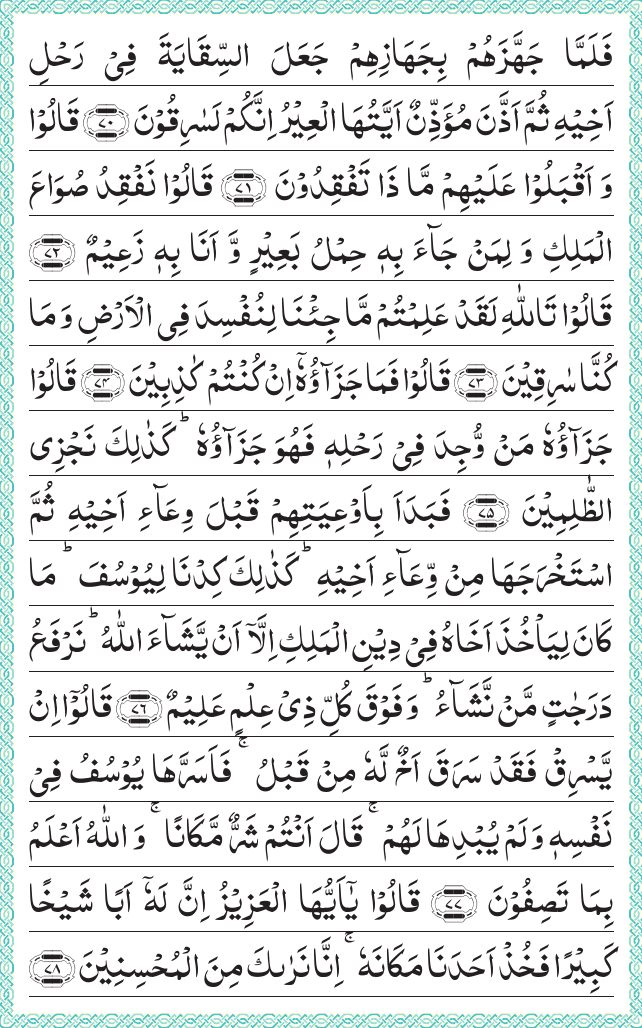 فَلَمَّا جَهَّزَهُمْ بِجَهَازِهِمْ جَعَلَ السِّقَايَةَ فِیْ رَحْلِ
اَخِیْهِ ثُمَّ اَذَّنَ مُؤَذِّنٌ اَیَّتُهَا الْعِیْرُ اِنَّكُمْ لَسٰرِقُوْنَ ﴿۷۰﴾ قَالُوْا
وَ اَقْبَلُوْا عَلَیْهِمْ مَّا ذَا تَفْقِدُوْنَ ﴿۷۱﴾ قَالُوْا نَفْقِدُ صُوَاعَ
الْمَلِكِ وَ لِمَنْ جَآءَ بِهٖ حِمْلُ بَعِیْرٍ وَّ اَنَا بِهٖ زَعِیْمٌ ﴿۷۲﴾
قَالُوْا تَاللّٰهِ لَقَدْ عَلِمْتُمْ مَّا جِئْنَا لِنُفْسِدَ فِی الْاَرْضِ وَ مَا
كُنَّا سٰرِقِیْنَ ﴿۷۳﴾ قَالُوْا فَمَا جَزَآؤُهٗۤ اِنْ كُنْتُمْ كٰذِبِیْنَ ﴿۷۴﴾ قَالُوْا
جَزَآؤُهٗ مَنْ وُّجِدَ فِیْ رَحْلِهٖ فَهُوَ جَزَآؤُهٗ ؕ كَذٰلِكَ نَجْزِی
الظّٰلِمِیْنَ ﴿۷۵﴾ فَبَدَاَ بِاَوْعِیَتِهِمْ قَبْلَ وِعَآءِ اَخِیْهِ ثُمَّ
اسْتَخْرَجَهَا مِنْ وِّعَآءِ اَخِیْهِ ؕ كَذٰلِكَ كِدْنَا لِیُوْسُفَ ؕ مَا
كَانَ لِیَاْخُذَ اَخَاهُ فِیْ دِیْنِ الْمَلِكِ اِلَّاۤ اَنْ یَّشَآءَ اللّٰهُ ؕ نَرْفَعُ
دَرَجٰتٍ مَّنْ نَّشَآءُ ؕ وَ فَوْقَ كُلِّ ذِیْ عِلْمٍ عَلِیْمٌ ﴿۷۶﴾ قَالُوْۤا اِنْ
یَّسْرِقْ فَقَدْ سَرَقَ اَخٌ لَّهٗ مِنْ قَبْلُ ۚ فَاَسَرَّهَا یُوْسُفُ فِیْ
نَفْسِهٖ وَ لَمْ یُبْدِهَا لَهُمْ ۚ قَالَ اَنْتُمْ شَرٌّ مَّكَانًا ۚ وَ اللّٰهُ اَعْلَمُ
بِمَا تَصِفُوْنَ ﴿۷۷﴾ قَالُوْا یٰۤاَیُّهَا الْعَزِیْزُ اِنَّ لَهٗۤ اَبًا شَیْخًا
كَبِیْرًا فَخُذْ اَحَدَنَا مَكَانَهٗ ۚ اِنَّا نَرٰىكَ مِنَ الْمُحْسِنِیْنَ ﴿۷۸﴾